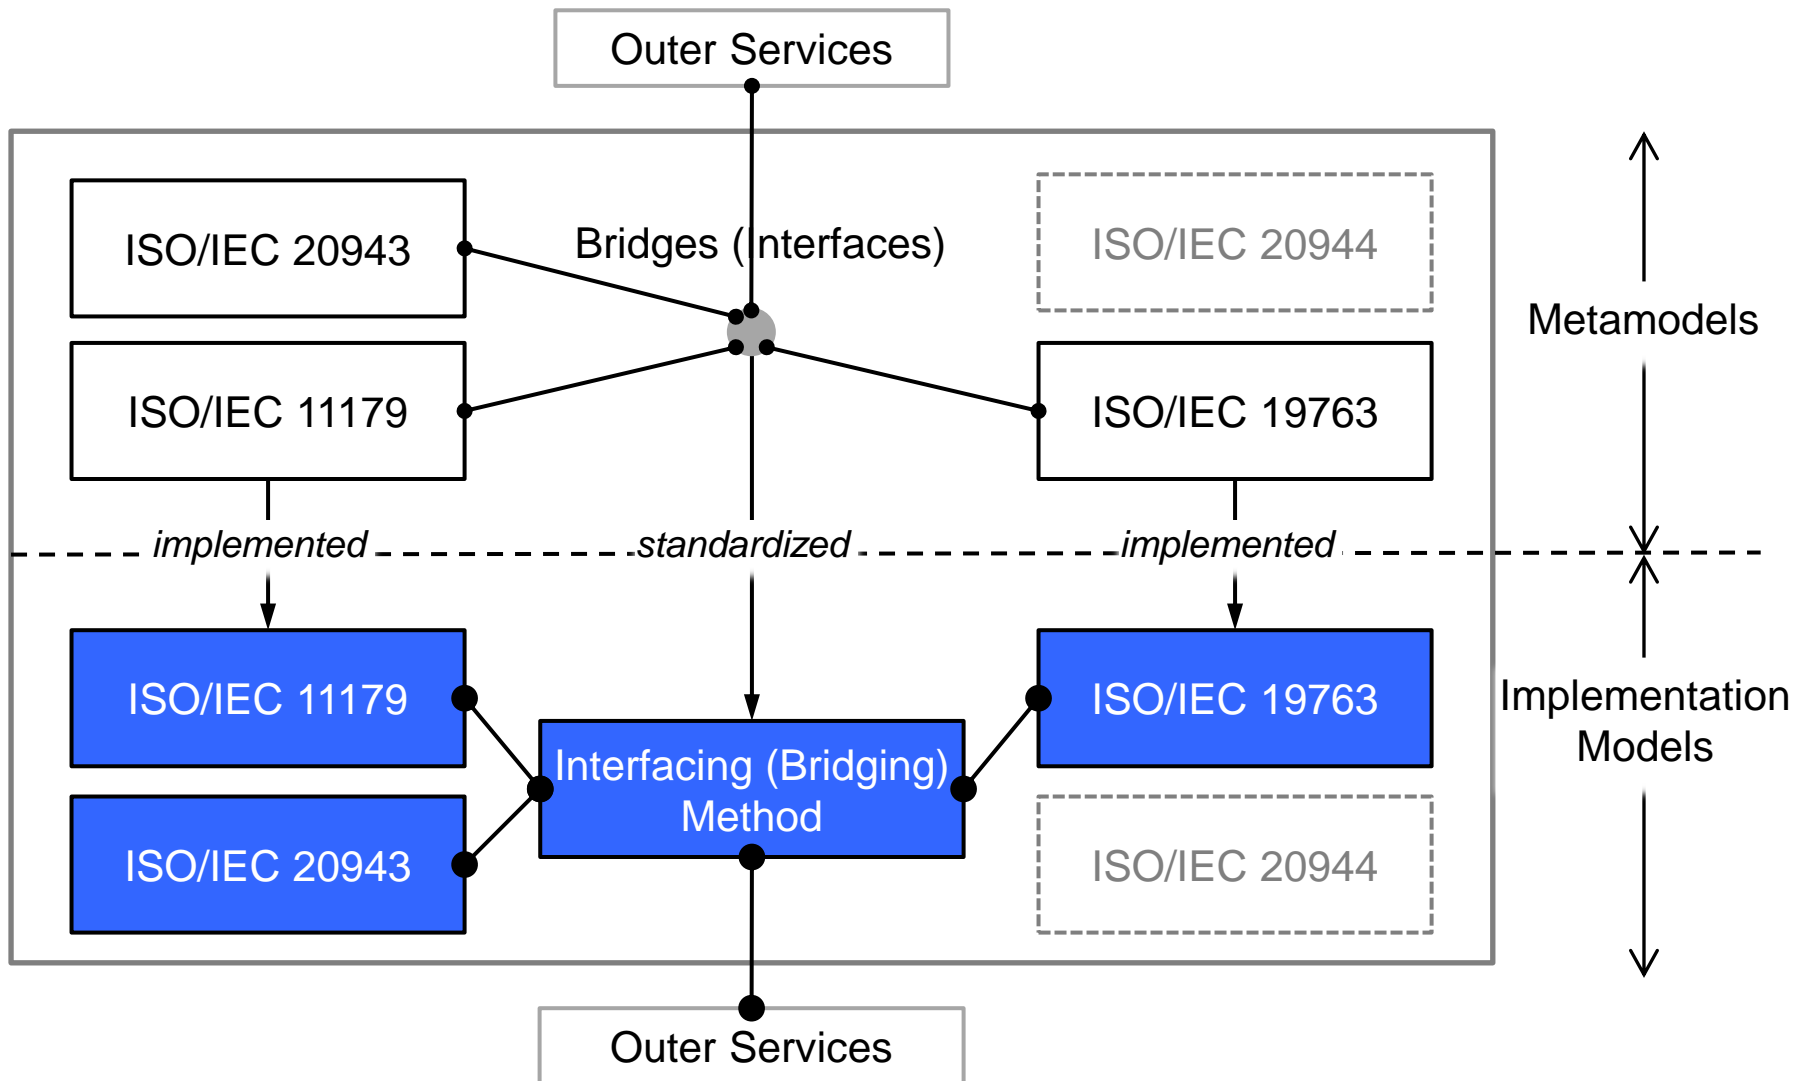 Outer Services
ISO/IEC 20943
Bridges (Interfaces)
ISO/IEC 20944
Metamodels
ISO/IEC 11179
ISO/IEC 19763
implemented
standardized
implemented
ISO/IEC 11179
ISO/IEC 19763
Implementation
Models
Interfacing (Bridging)
Method
ISO/IEC 20943
ISO/IEC 20944
Outer Services